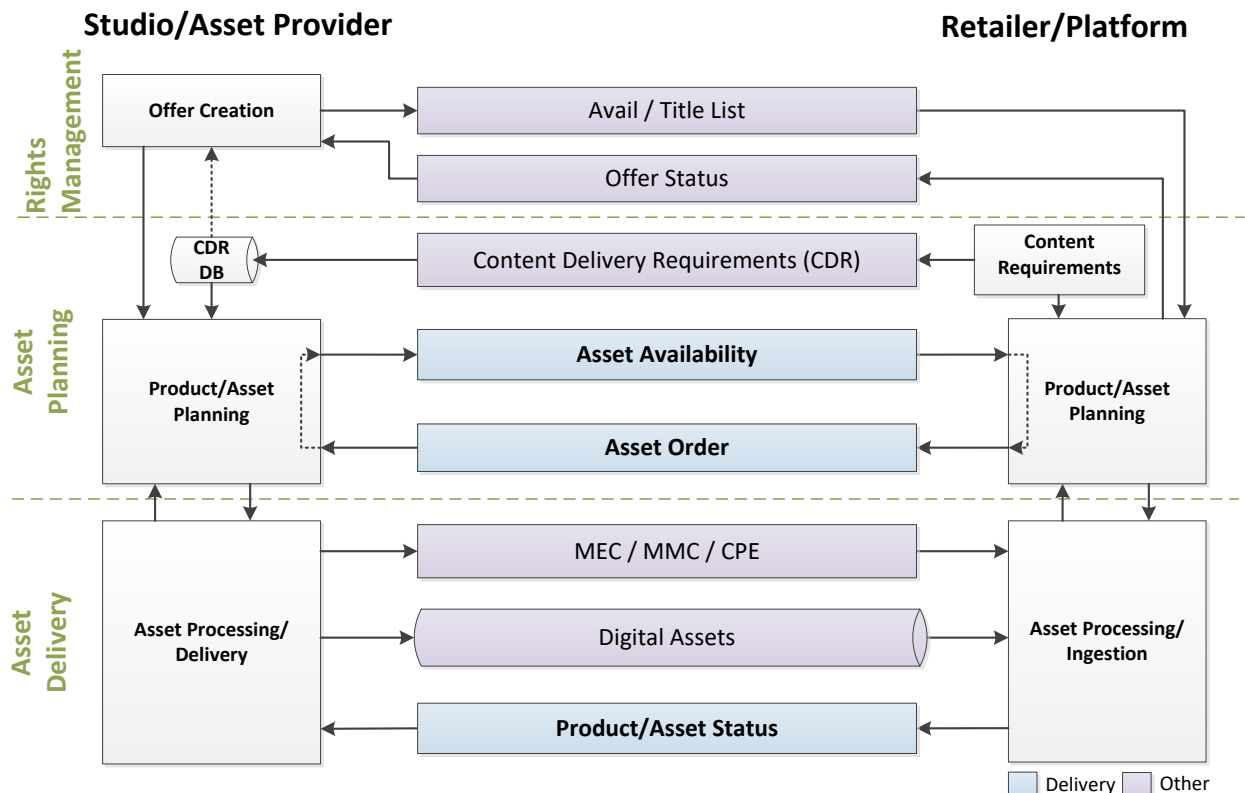 Studio/Asset Provider
Retailer/Platform
Rights
Management
Offer Creation
Avail / Title List
Offer Status
Asset
Planning
CDR
DB
Content Delivery Requirements (CDR)
Content
Requirements
Product/Asset
Planning
Asset Availability
Asset Order
Product/Asset
Planning
Asset
Delivery
Asset Processing/
Delivery
MEC / MMC / CPE
Digital Assets
Product/Asset Status
Asset Processing/
Ingestion
Delivery
Other